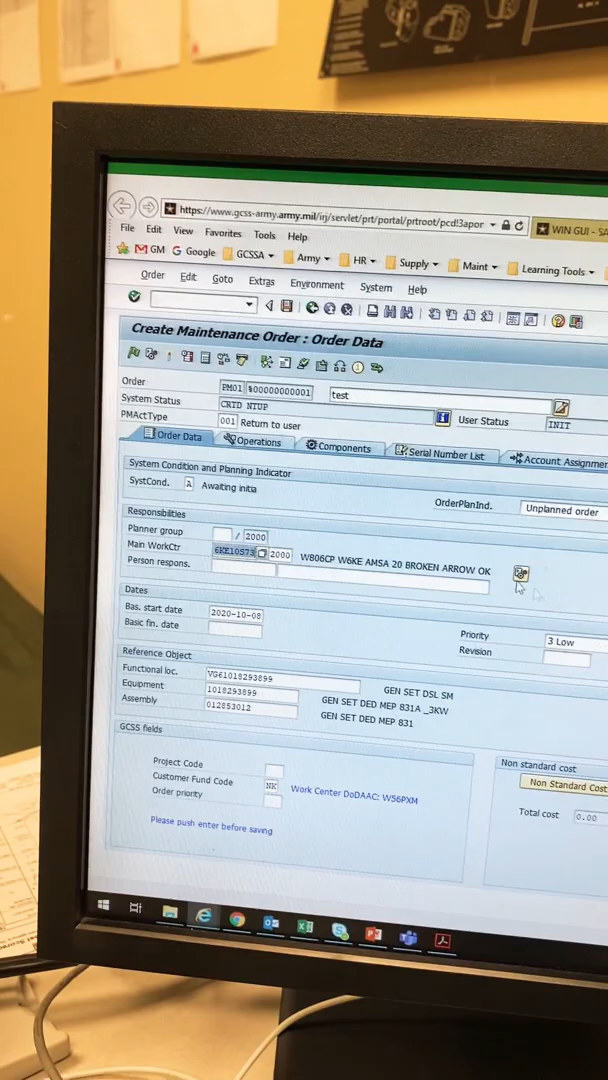 https://www.gcss-army.army.mil/irj/servlet/prt/portal/prtroot/pcd!3apor
WIN GUI - SA
File Edit View Favorites Tools Help
GM Google GCSSA Army HR Supply Maint Learning Tools
Order Edit Goto Extras Environment System Help
Create Maintenance Order : Order Data
Order PM01 %00000000001 test
System Status CRTD NTUP User Status INIT
PMActType 001 Return to user
Order Data Operations Components Serial Number List Account Assignmen
System Condition and Planning Indicator
SystCond. A Awaiting initia OrderPlanInd. Unplanned order
Responsibilities
Planner group / 2000
Main WorkCtr 6KE10S73 2000 W806CP W6KE AMSA 20 BROKEN ARROW OK
Person respons.
Dates
Bas. start date 2020-10-08 Priority 3 Low
Basic fin. date Revision
Reference Object
Functional loc. VG61018293899 GEN SET DSL SM
Equipment 1018293899 GEN SET DED MEP 831A _3KW
Assembly 012853012 GEN SET DED MEP 831
GCSS fields Non standard cost
Project Code Non Standard Cost
Customer Fund Code NK Work Center DoDAAC: W56PXM
Order priority Total cost 0.00
Please push enter before saving